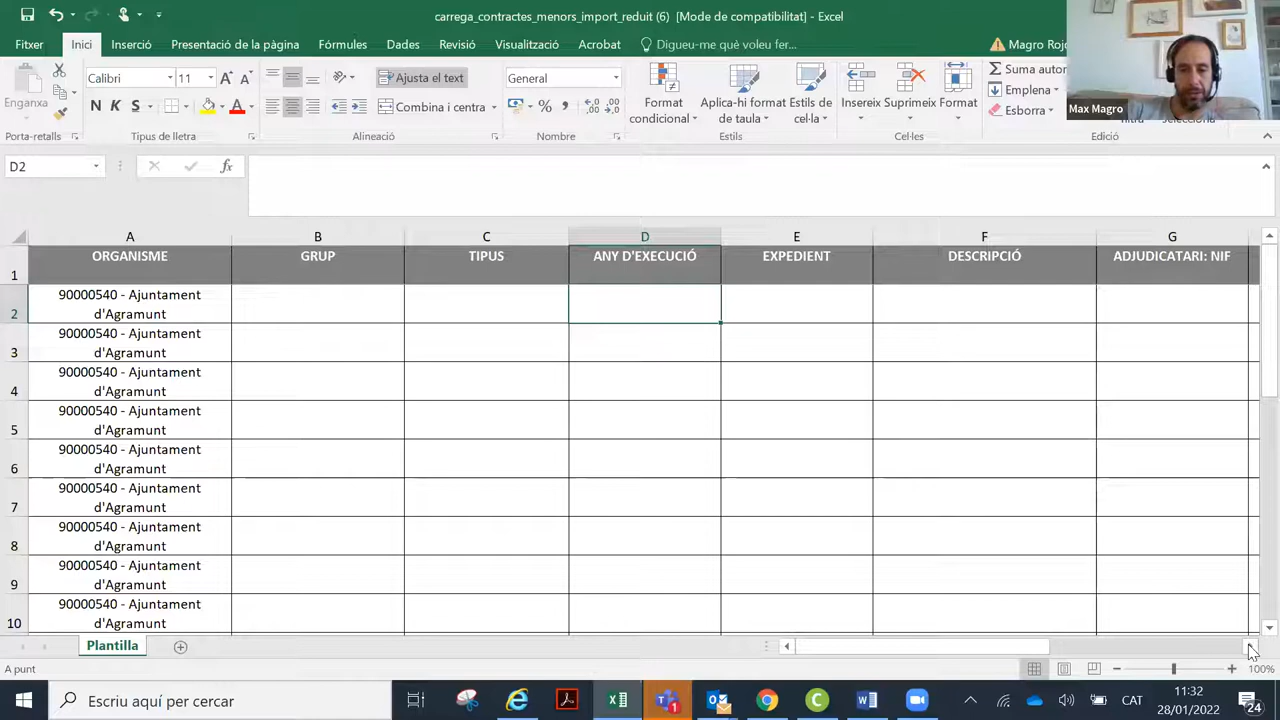 carrega_contractes_menors_import_reduit (6) [Mode de compatibilitat] - Excel
Fitxer Inici Inserció Presentació de la pàgina Fórmules Dades Revisió Visualització Acrobat Digueu-me què voleu fer... Magro Roj
Enganxa
Calibri 11
N K S
Ajusta el text
Combina i centra
General
Format condicional
Aplica-hi format de taula
Estils de cel·la
Insereix Suprimeix Format
Suma autor
Emplena
Esborra
Max Magro
Porta-retalls Tipus de lletra Alineació Nombre Estils Cel·les Edició
D2 fx
A B C D E F G
1 ORGANISME GRUP TIPUS ANY D'EXECUCIÓ EXPEDIENT DESCRIPCIÓ ADJUDICATARI: NIF
90000540 - Ajuntament
2 d'Agramunt
90000540 - Ajuntament
3 d'Agramunt
90000540 - Ajuntament
4 d'Agramunt
90000540 - Ajuntament
5 d'Agramunt
90000540 - Ajuntament
6 d'Agramunt
90000540 - Ajuntament
7 d'Agramunt
90000540 - Ajuntament
8 d'Agramunt
90000540 - Ajuntament
9 d'Agramunt
90000540 - Ajuntament
10 d'Agramunt
Plantilla
A punt 100%
Escriu aquí per cercar CAT 11:32
28/01/2022 24